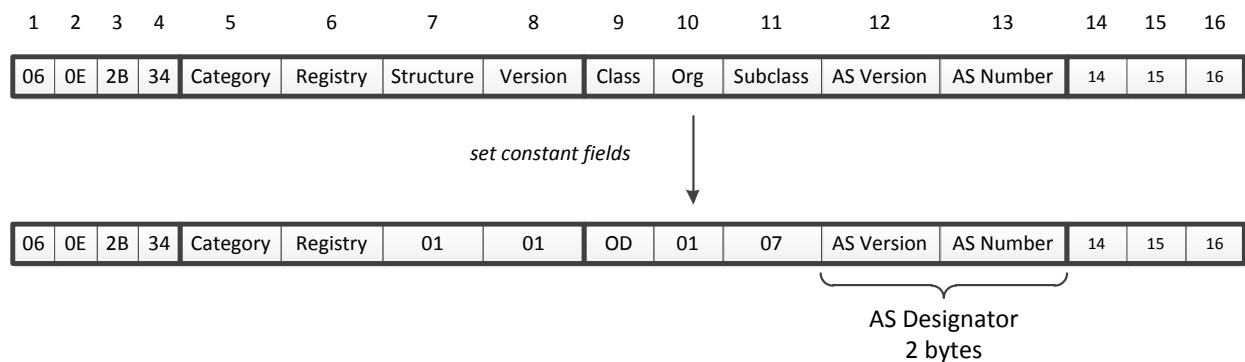 1 2 3 4 5 6 7 8 9 10 11 12 13 14 15 16
06 0E 2B 34 Category Registry Structure Version Class Org Subclass AS Version AS Number 14 15 16
set constant fields
06 0E 2B 34 Category Registry 01 01 OD 01 07 AS Version AS Number 14 15 16
AS Designator
2 bytes